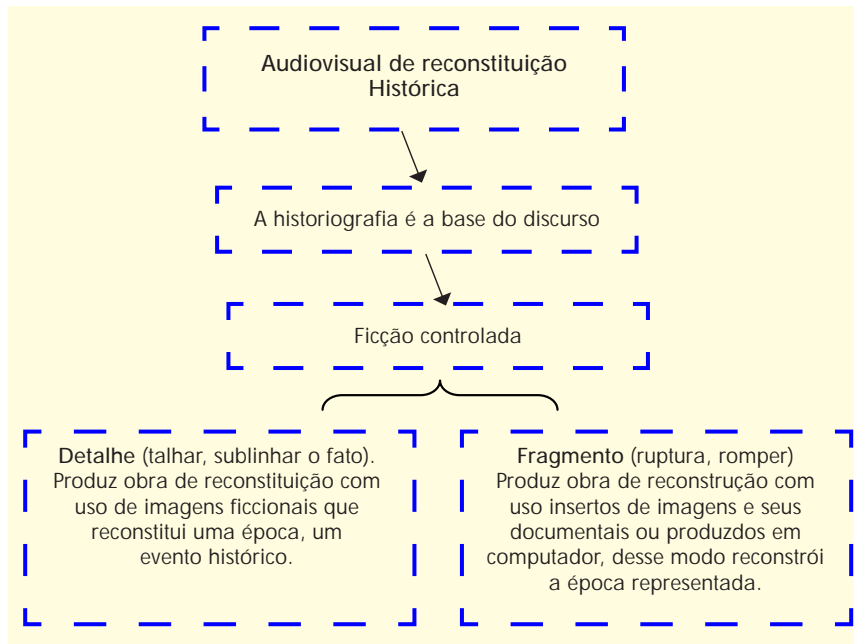 Audiovisual de reconstituição
Histórica
A historiografia é a base do discurso
Ficção controlada
Detalhe (talhar, sublinhar o fato).
Produz obra de reconstituição com
uso de imagens ficcionais que
reconstitui uma época, um
evento histórico.
Fragmento (ruptura, romper)
Produz obra de reconstrução com
uso insertos de imagens e seus
documentais ou produzdos em
computador, desse modo reconstrói
a época representada.